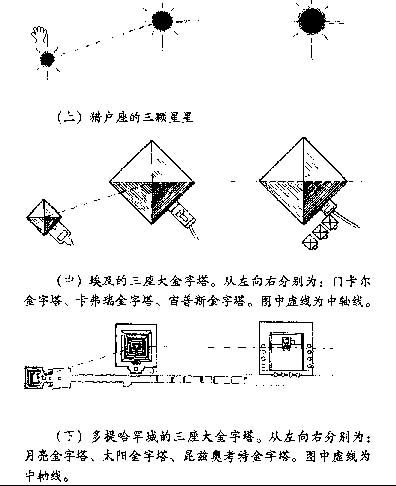 (上) 猎户座的三颗星星
(中) 埃及的三座大金字塔。从左向右分别为：门卡尔
金字塔、卡弗瑞金字塔、宙普斯金字塔。图中虚线为中轴线。
(下) 多提哈罕城的三座大金字塔。从左向右分别为：
月亮金字塔、太阳金字塔、昆兹奥考特金字塔。图中虚线为
中轴线。